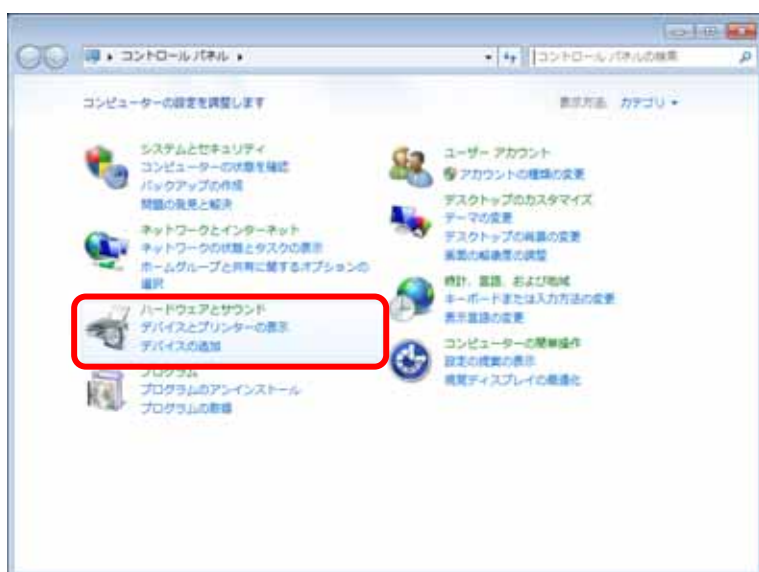 コントロール パネル
コントロール パネルの検索
コンピューターの設定を調整します
表示方法: カテゴリ
システムとセキュリティ
コンピューターの状態を確認
バックアップの作成
問題の発見と解決
ネットワークとインターネット
ネットワークの状態とタスクの表示
ホームグループと共有に関するオプションの
選択
ハードウェアとサウンド
デバイスとプリンターの表示
デバイスの追加
プログラム
プログラムのアンインストール
プログラムの取得
ユーザー アカウント
アカウントの種類の変更
デスクトップのカスタマイズ
テーマの変更
デスクトップの背景の変更
画面の解像度の調整
時計、言語、および地域
キーボードまたは入力方法の変更
表示言語の変更
コンピューターの簡単操作
設定の提案の表示
視覚ディスプレイの最適化